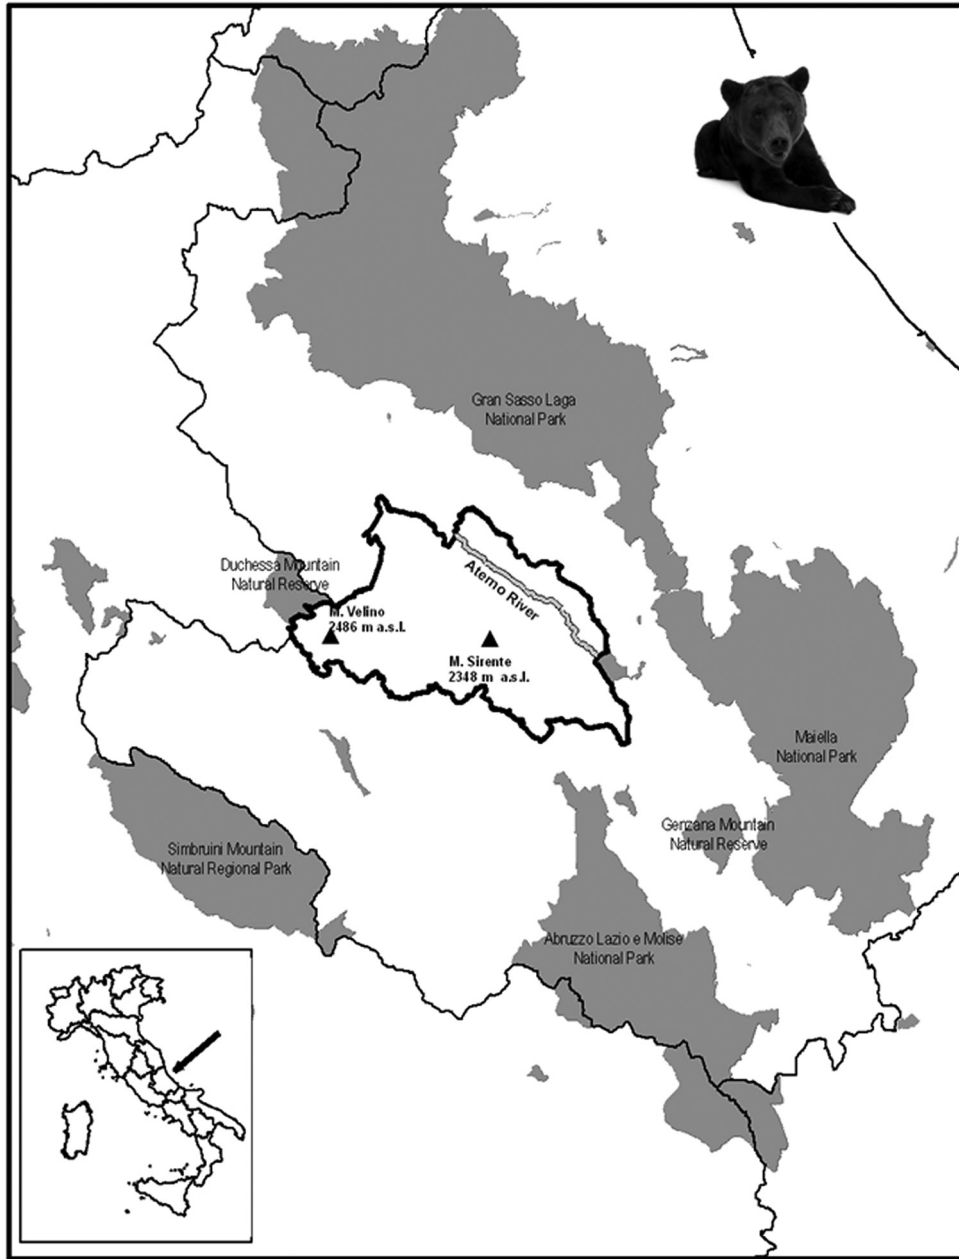 Gran Sasso Laga
National Park
Duchessa Mountain
Natural Reserve
Aterno River
M. Velino
2486 m a.s.l.
M. Sirente
2348 m a.s.l.
Maiella
National Park
Genzana Mountain
Natural Reserve
Simbruini Mountain
Natural Regional Park
Abruzzo Lazio e Molise
National Park